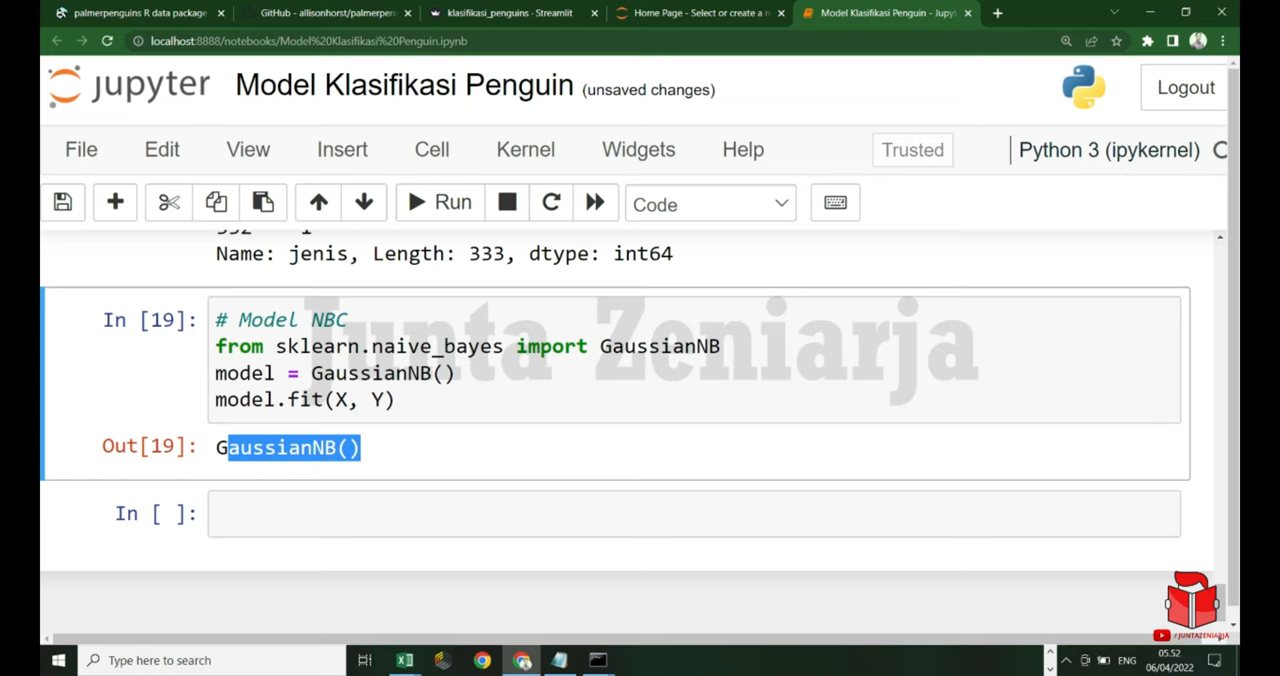 palmerpenguins R data package
GitHub - allisonhorst/palmerpen
klasifikasi_penguins · Streamlit
Home Page - Select or create a n
Model Klasifikasi Penguin - Jupy
localhost:8888/notebooks/Model%20Klasifikasi%20Penguin.ipynb
jupyter Model Klasifikasi Penguin (unsaved changes)
Logout
File Edit View Insert Cell Kernel Widgets Help
Trusted
Python 3 (ipykernel)
Run
Code
Name: jenis, Length: 333, dtype: int64
Junta Zeniarja
In [19]: # Model NBC
from sklearn.naive_bayes import GaussianNB
model = GaussianNB()
model.fit(X, Y)
Out[19]: GaussianNB()
In [ ]:
/JUNTAZENIARJA
Type here to search
ENG
05.52
06/04/2022